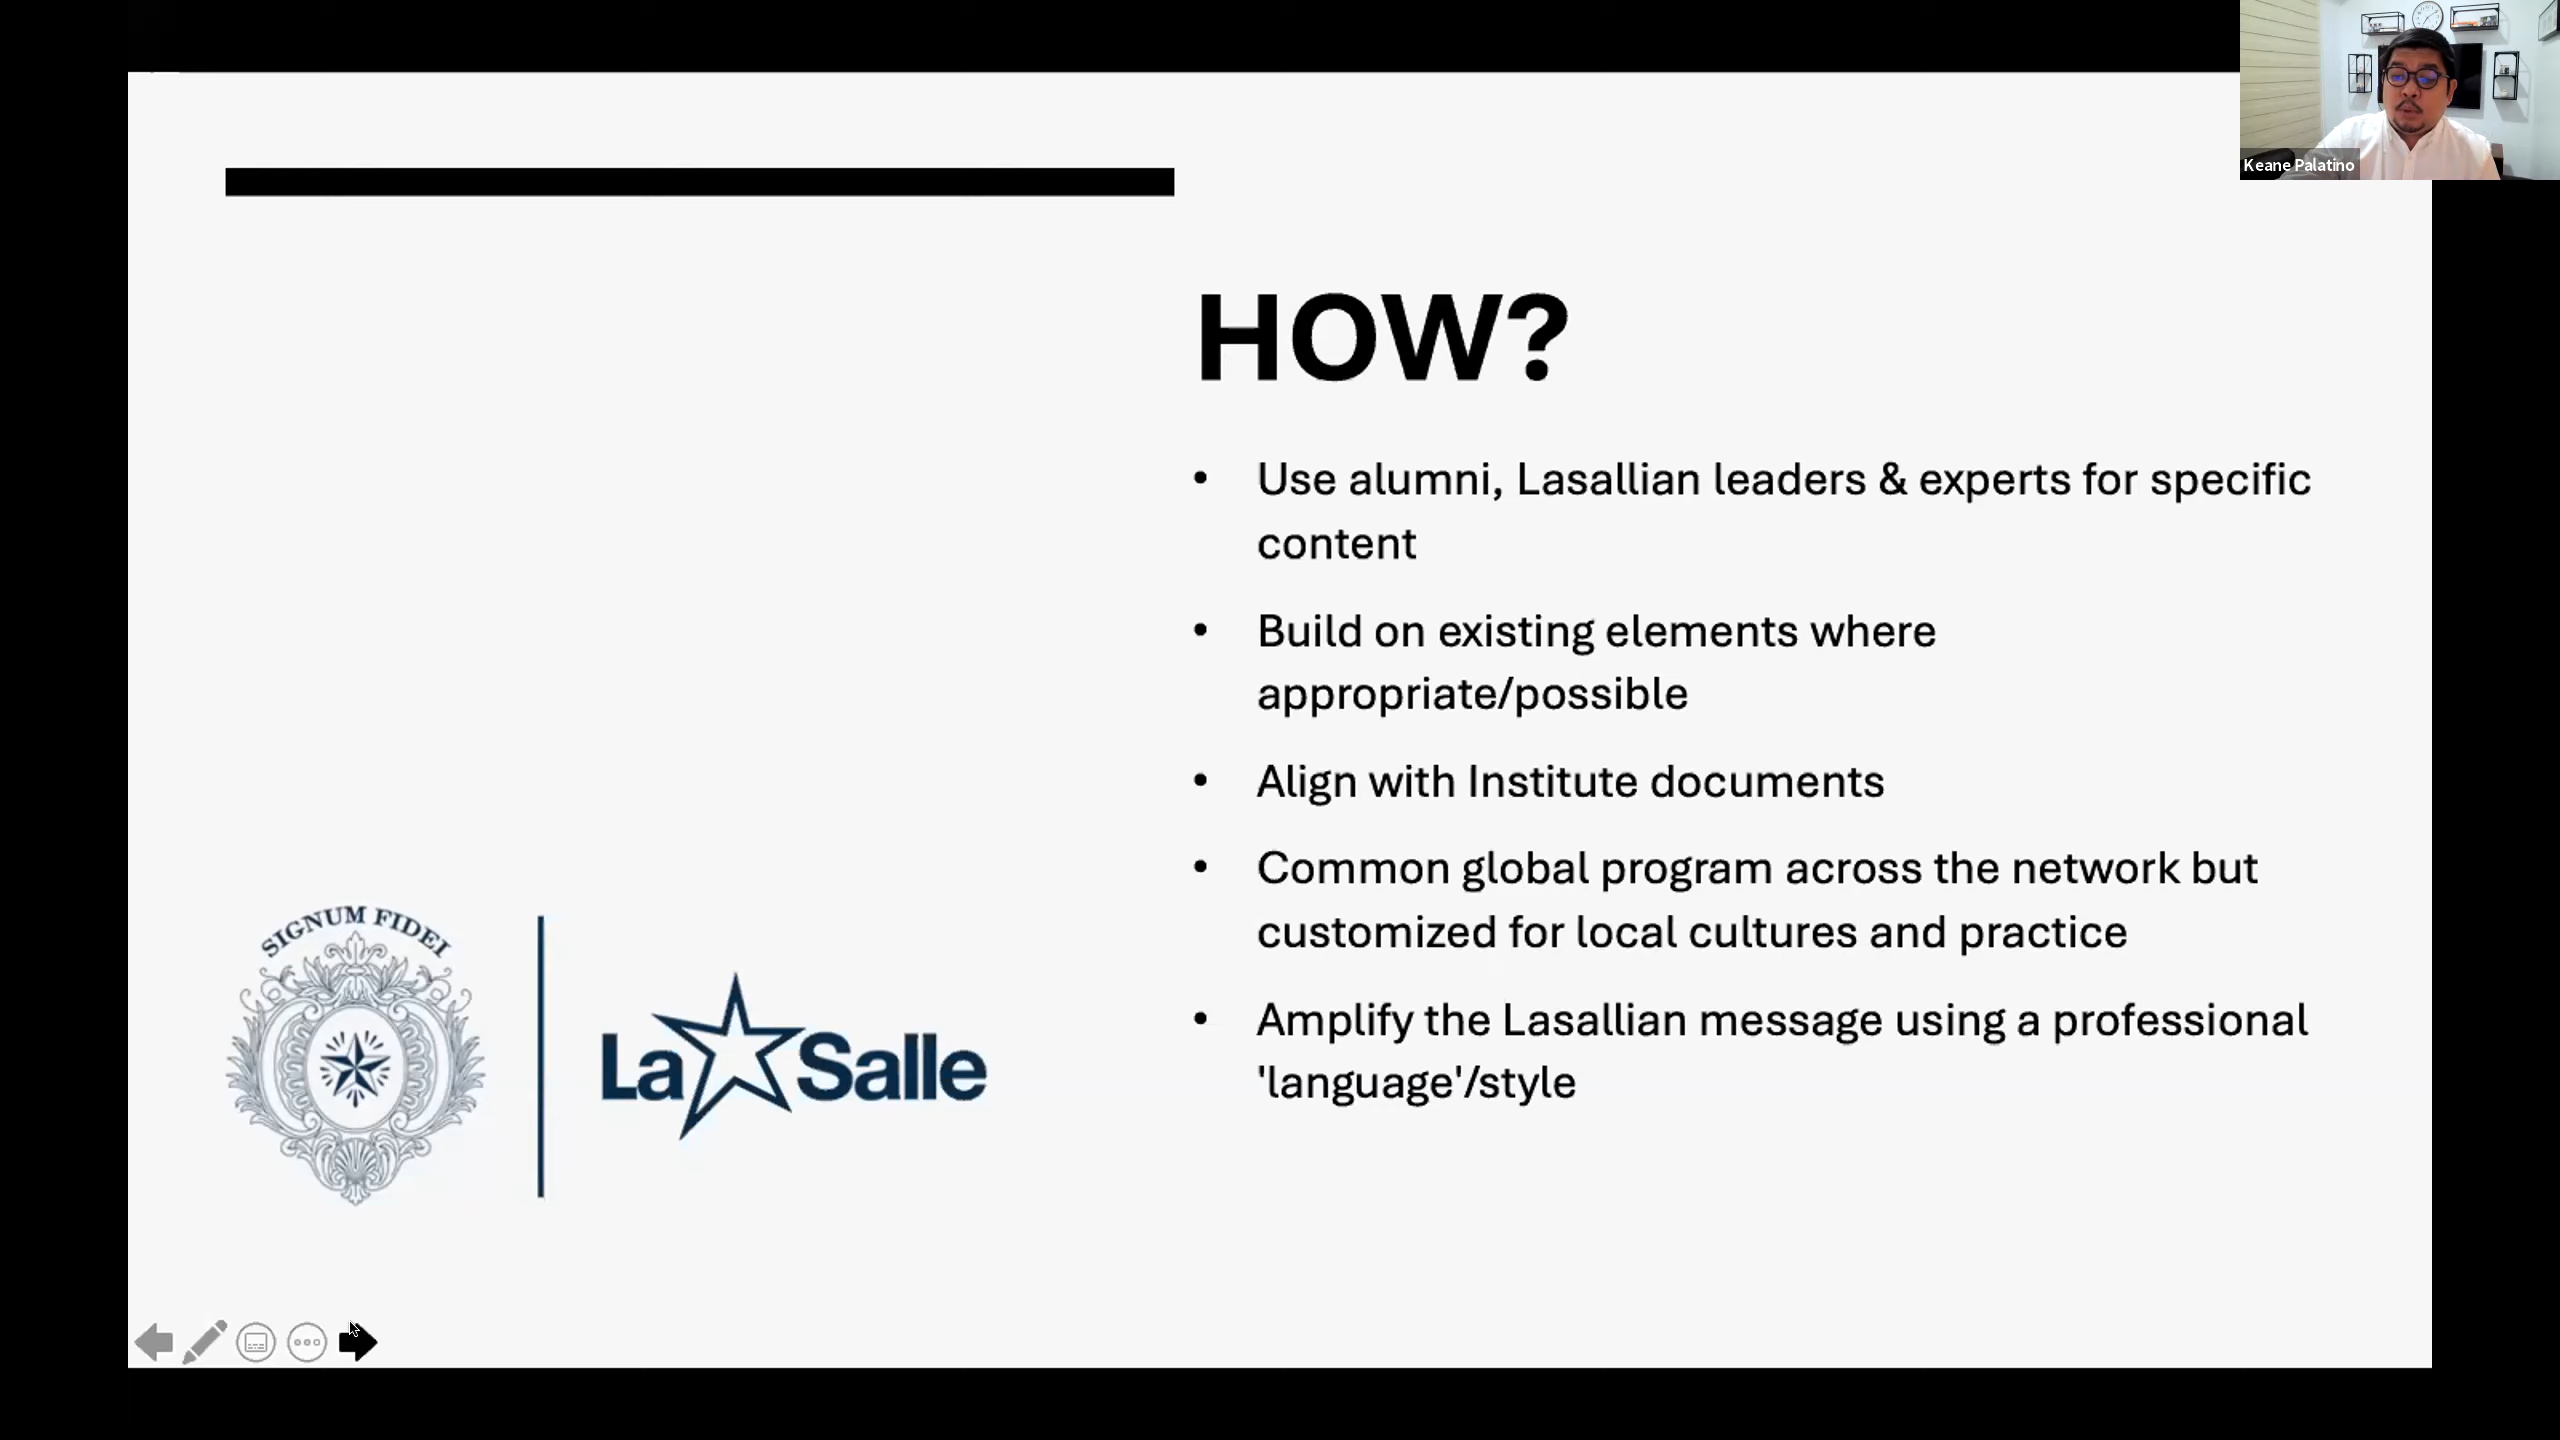 Keane Palatino
HOW?
• Use alumni, Lasallian leaders & experts for specific
content
• Build on existing elements where
appropriate/possible
• Align with Institute documents
• Common global program across the network but
customized for local cultures and practice
• Amplify the Lasallian message using a professional
'language'/style
SIGNUM FIDEI
La Salle